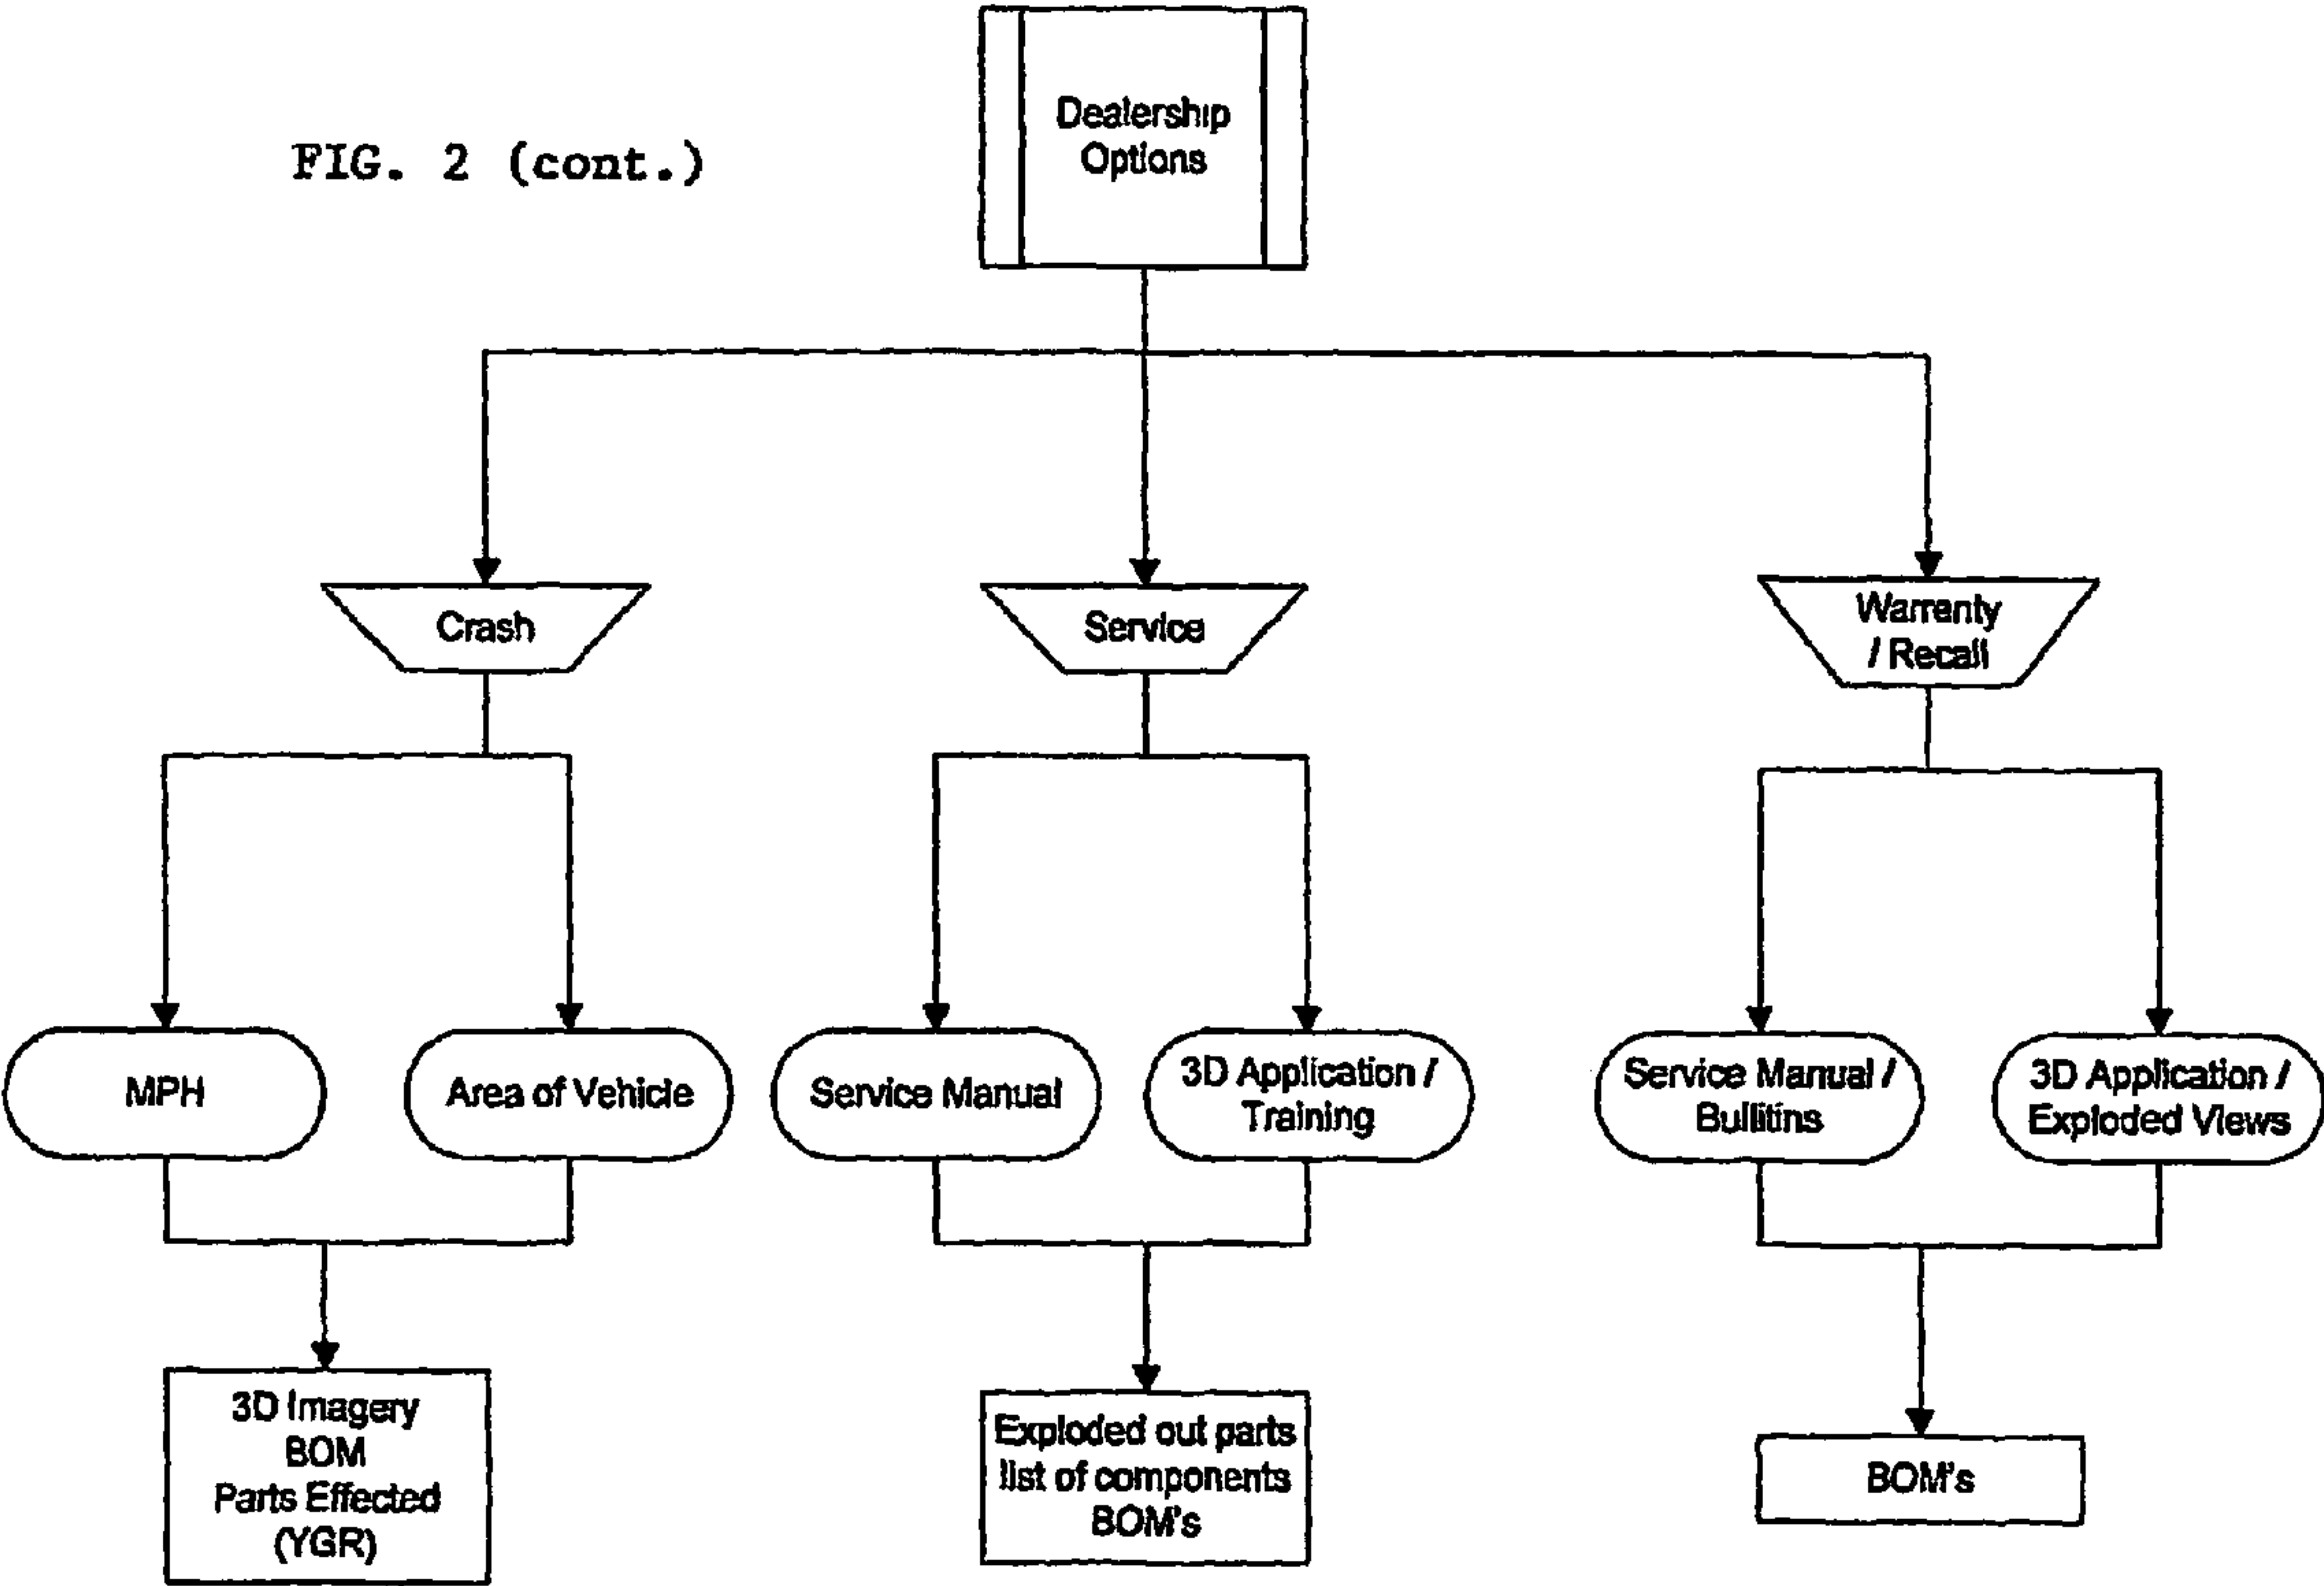 Dealership
Options
FIG. 2 (cont.)
Crash
Service
Warrenty
/ Recall
MPH
Area of Vehicle
Service Manual
3D Application /
Training
Service Manual /
Bullitins
3D Application /
Exploded Views
3D Imagery
BOM
Parts Effected
(YGR)
Exploded out parts
list of components
BOM's
BOM's